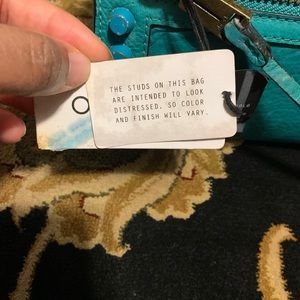 THE STUDS ON THIS BAG
ARE INTENDED TO LOOK
DISTRESSED. SO COLOR
AND FINISH WILL VARY.